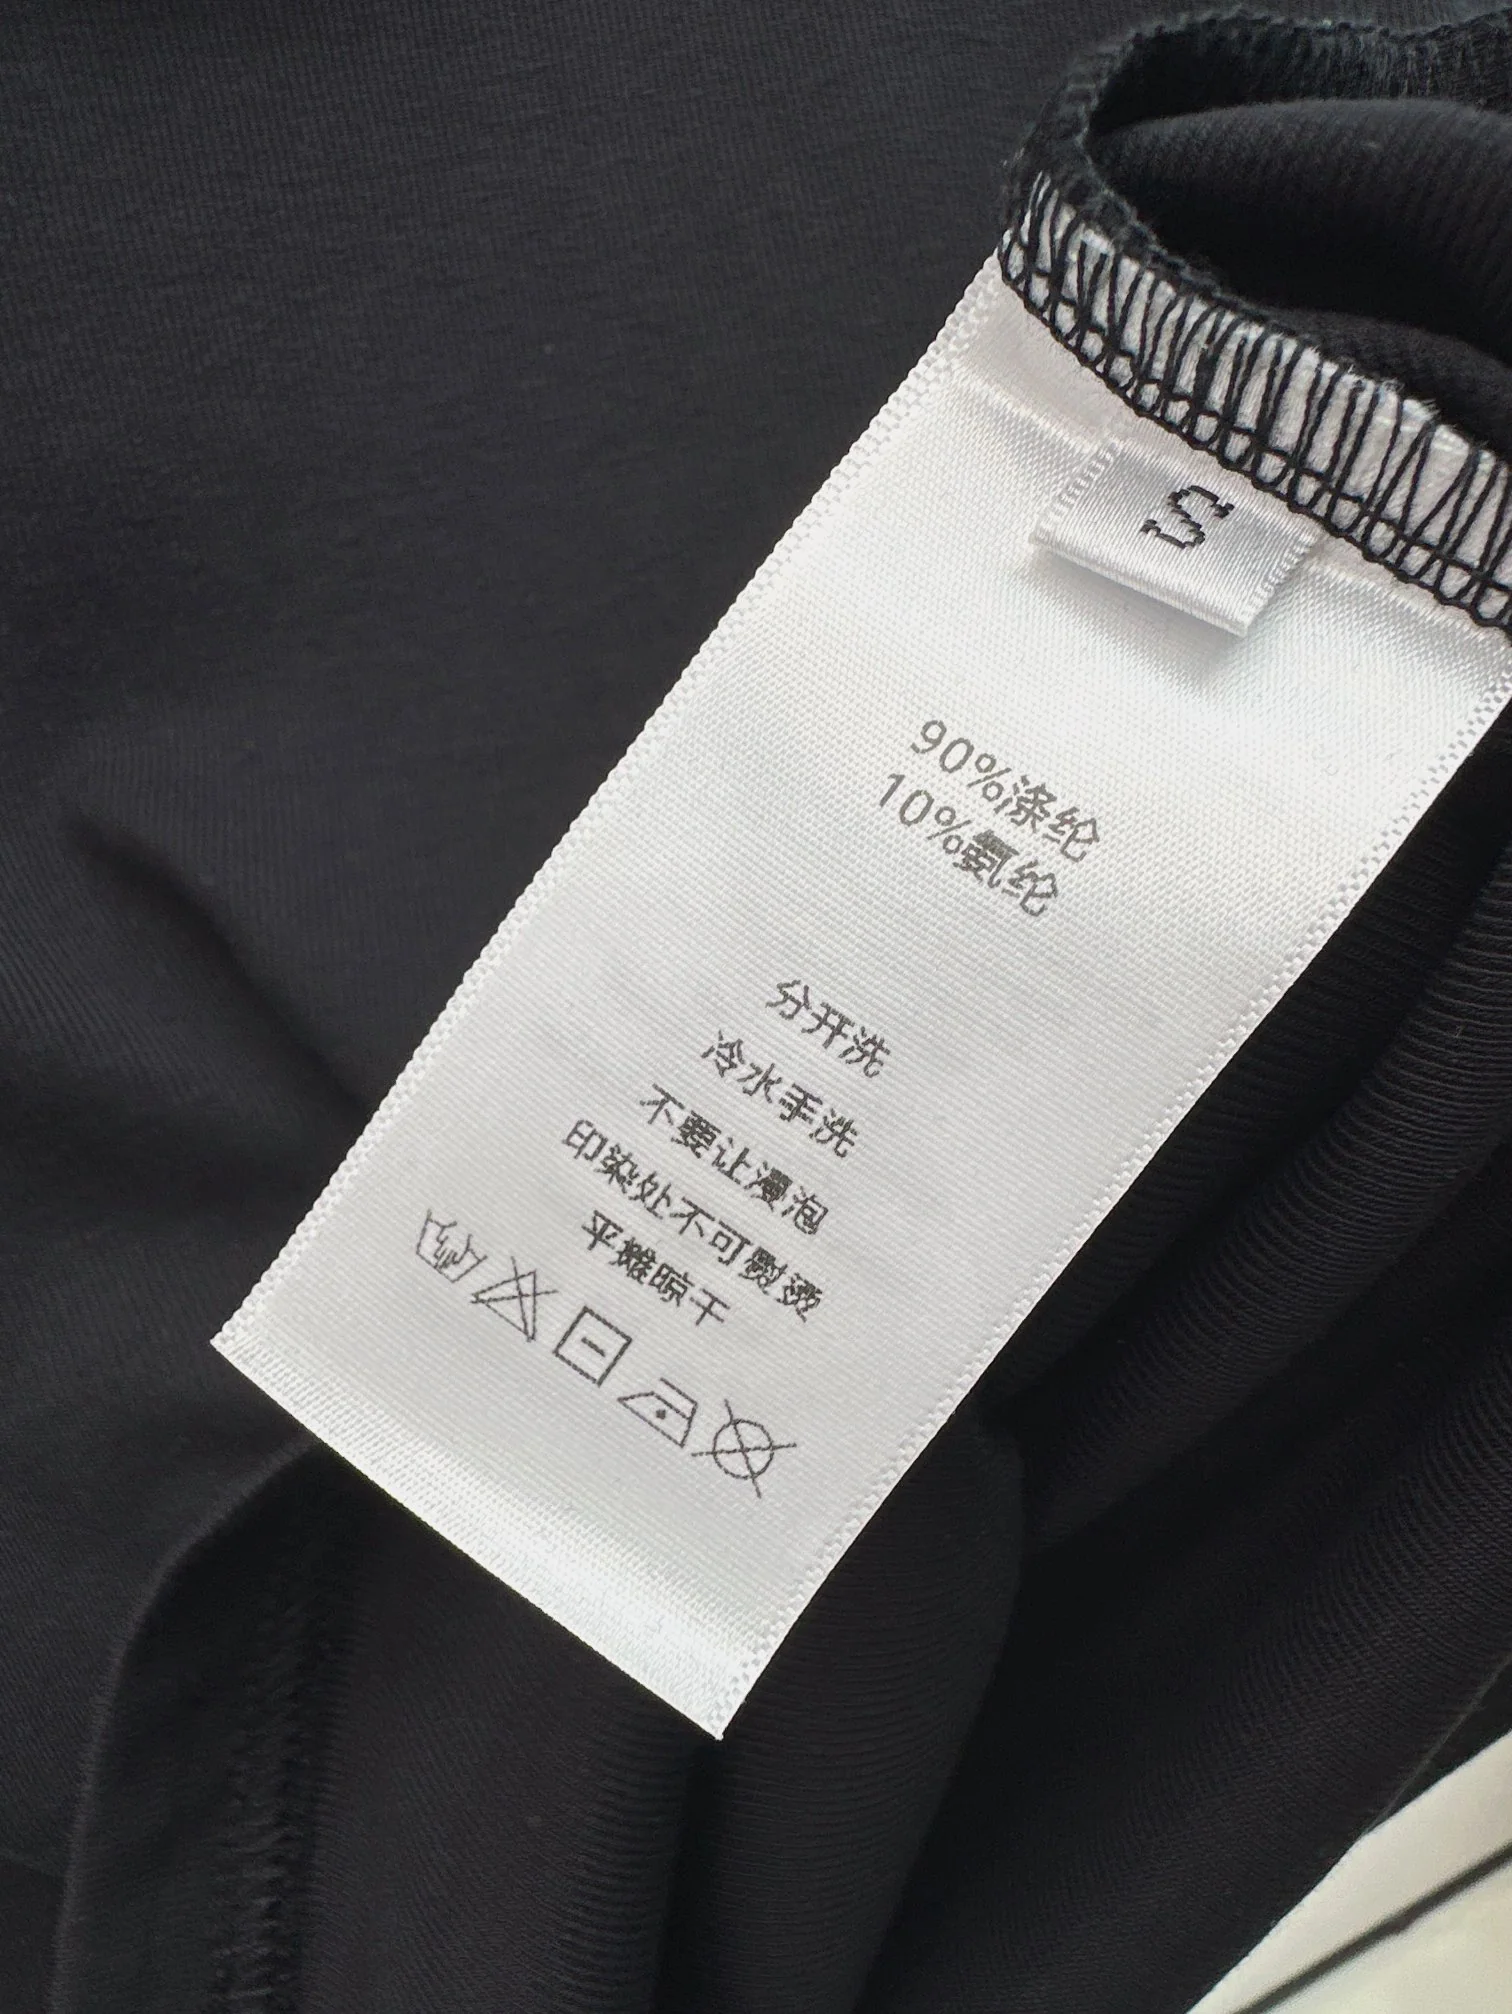 S
90%涤纶
10%氨纶
分开洗
冷水手洗
不要让漫泡
印染处不可熨烫
平摊晾干